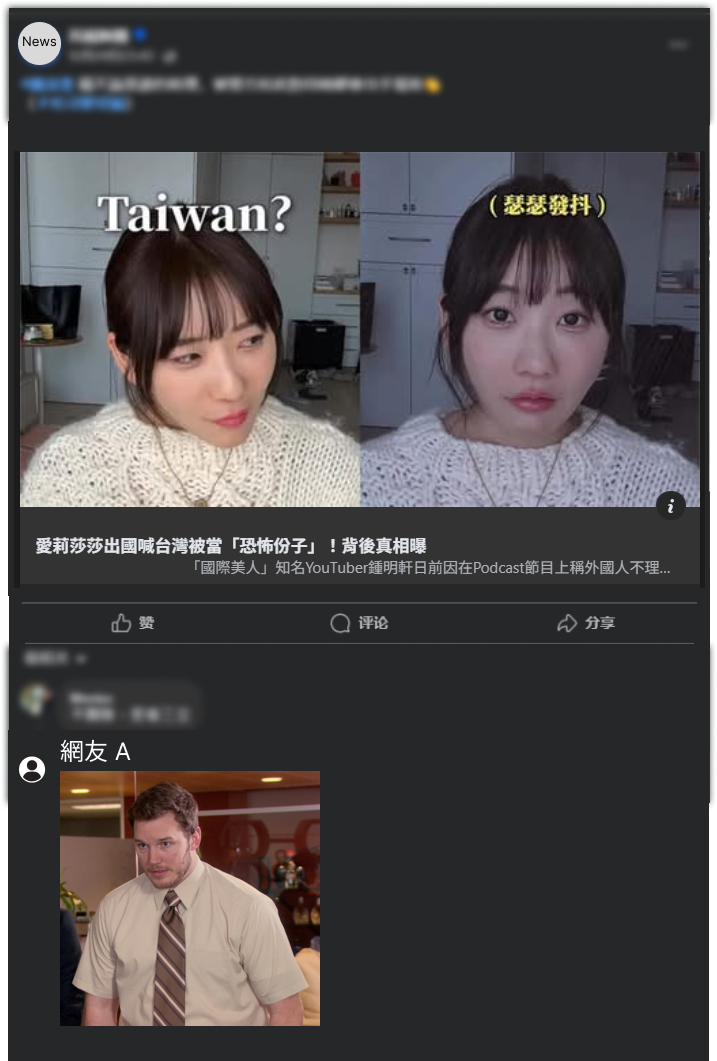 News
Taiwan?
（瑟瑟發抖）
愛莉莎莎出國喊台灣被當「恐怖份子」！背後真相曝
「國際美人」知名YouTuber鍾明軒日前因在Podcast節目上稱外國人不理...
赞
评论
分享
網友 A